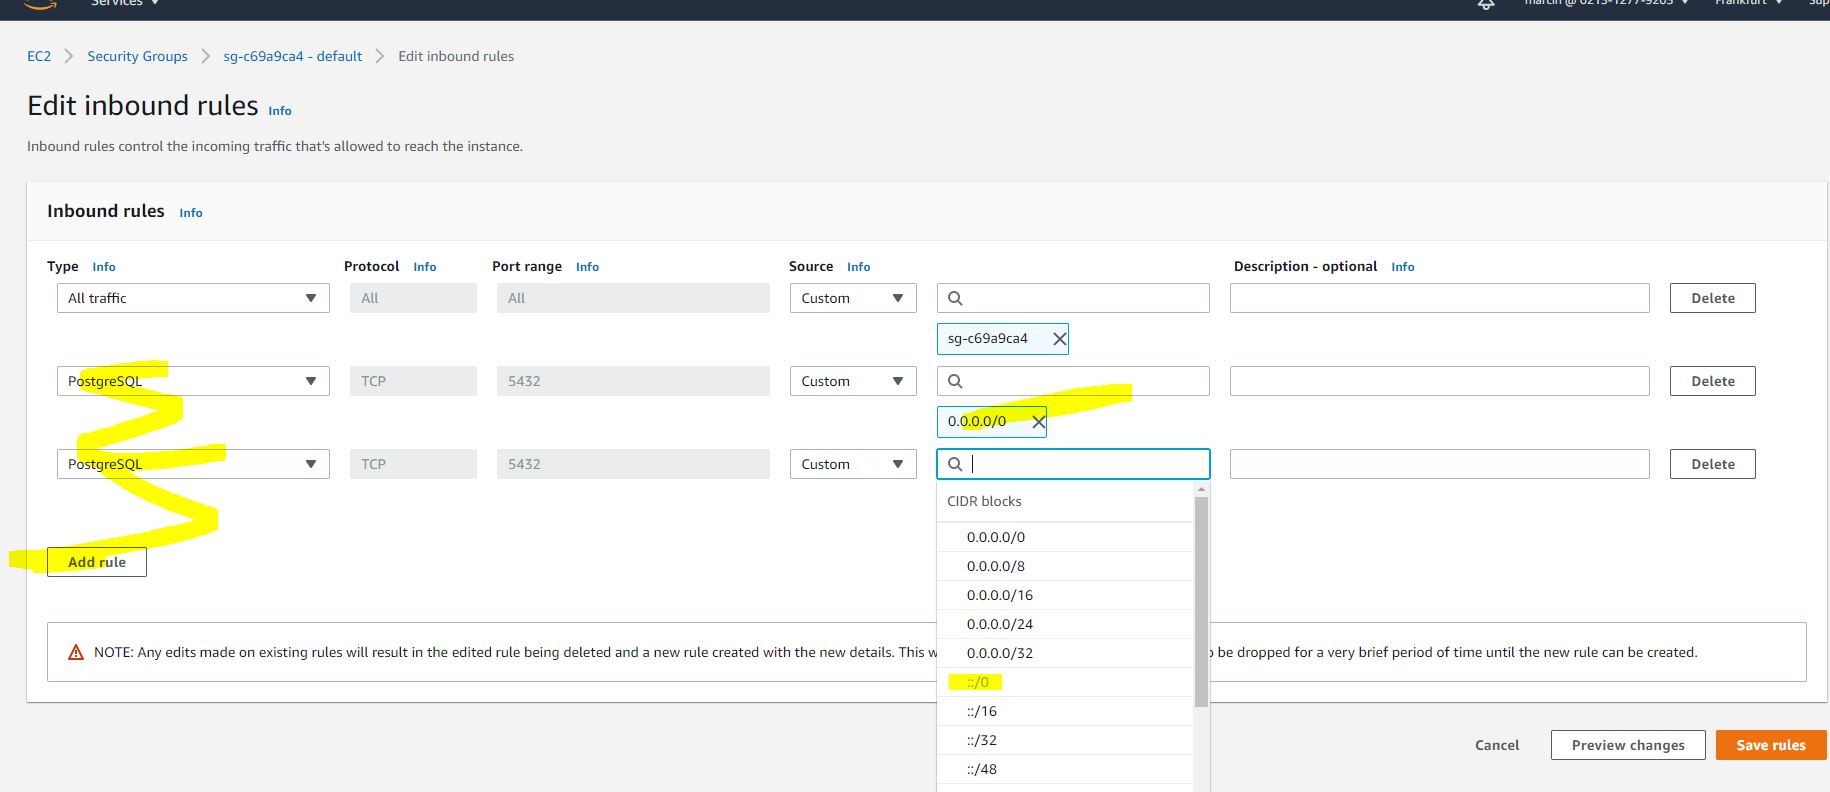 Services
marcin @ 0215-1277-9203
Frankfurt
EC2 > Security Groups > sg-c69a9ca4 - default > Edit inbound rules
Edit inbound rules Info
Inbound rules control the incoming traffic that's allowed to reach the instance.
Inbound rules Info
Type Info Protocol Info Port range Info Source Info Description - optional Info
All traffic All All Custom Delete
sg-c69a9ca4
PostgreSQL TCP 5432 Custom Delete
0.0.0.0/0
PostgreSQL TCP 5432 Custom Delete
CIDR blocks
0.0.0.0/0
0.0.0.0/8
Add rule
0.0.0.0/16
0.0.0.0/24
0.0.0.0/32
NOTE: Any edits made on existing rules will result in the edited rule being deleted and a new rule created with the new details. This be dropped for a very brief period of time until the new rule can be created.
::/0
::/16
::/32
::/48
Cancel Preview changes Save rules